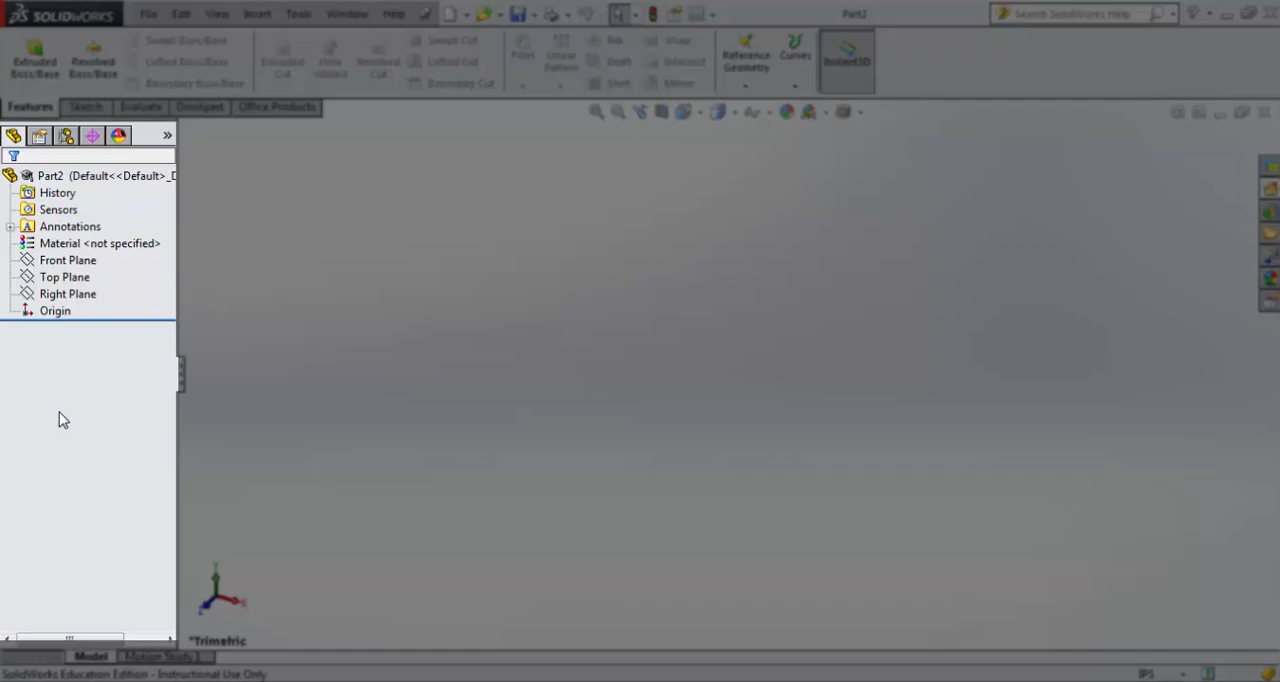 SOLIDWORKS File Edit View Insert Tools Window Help Part2 Search SolidWorks Help
Extruded Boss/Base
Revolved Boss/Base
Swept Boss/Base
Lofted Boss/Base
Boundary Boss/Base
Extruded Cut
Hole Wizard
Revolved Cut
Swept Cut
Lofted Cut
Boundary Cut
Fillet
Linear Pattern
Rib
Draft
Shell
Wrap
Intersect
Mirror
Reference Geometry
Curves
Instant3D
Features Sketch Evaluate DimXpert Office Products
Part2 (Default<<Default>_D
History
Sensors
Annotations
Material <not specified>
Front Plane
Top Plane
Right Plane
Origin
Y
X
Z
*Trimetric
Model Motion Study 1
SolidWorks Education Edition - Instructional Use Only IPS